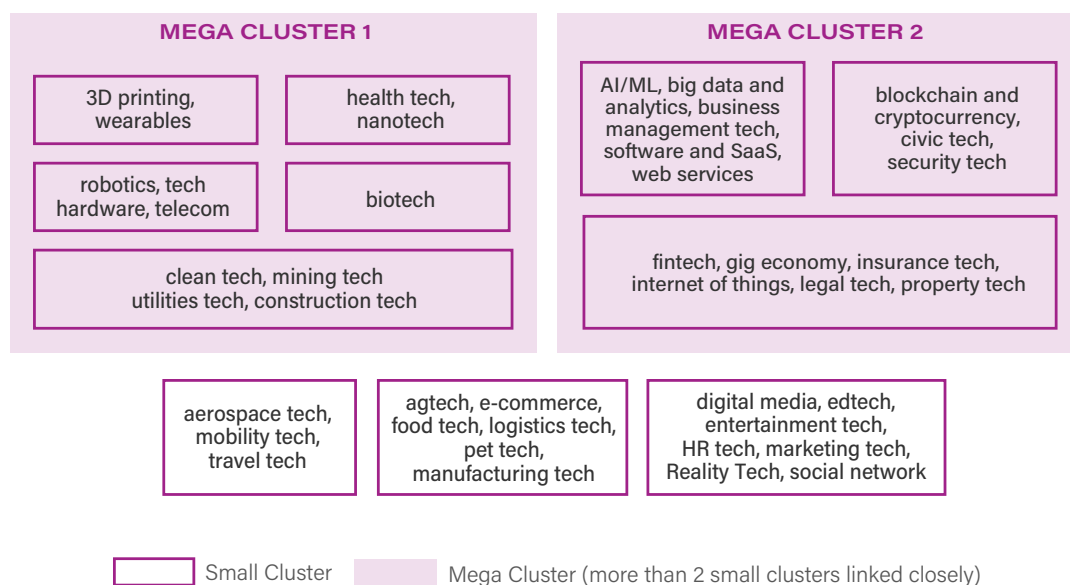 MEGA CLUSTER 1
3D printing,
wearables
health tech,
nanotech
robotics, tech
hardware, telecom
biotech
clean tech, mining tech
utilities tech, construction tech
MEGA CLUSTER 2
AI/ML, big data and
analytics, business
management tech,
software and SaaS,
web services
blockchain and
cryptocurrency,
civic tech,
security tech
fintech, gig economy, insurance tech,
internet of things, legal tech, property tech
aerospace tech,
mobility tech,
travel tech
agtech, e-commerce,
food tech, logistics tech,
pet tech,
manufacturing tech
digital media, edtech,
entertainment tech,
HR tech, marketing tech,
Reality Tech, social network
Small Cluster
Mega Cluster (more than 2 small clusters linked closely)